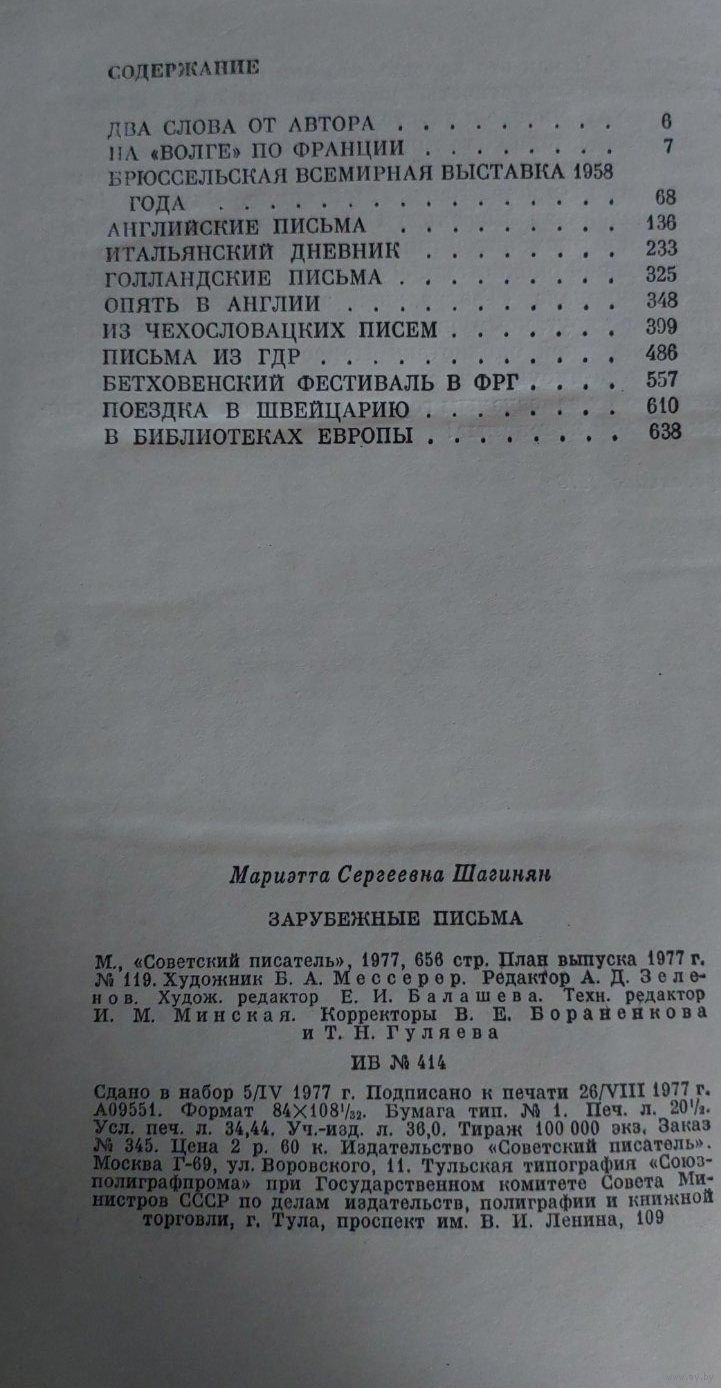 СОДЕРЖАНИЕ
ДВА СЛОВА ОТ АВТОРА . . . . . . . . . 6
НА «ВОЛГЕ» ПО ФРАНЦИИ . . . . . . . . 7
БРЮССЕЛЬСКАЯ ВСЕМИРНАЯ ВЫСТАВКА 1958
ГОДА . . . . . . . . . . . . . . . . 68
АНГЛИЙСКИЕ ПИСЬМА . . . . . . . . 136
ИТАЛЬЯНСКИЙ ДНЕВНИК . . . . . . . . 233
ГОЛЛАНДСКИЕ ПИСЬМА . . . . . . . . . 325
ОПЯТЬ В АНГЛИИ . . . . . . . . . . . 348
ИЗ ЧЕХОСЛОВАЦКИХ ПИСЕМ . . . . . . . 399
ПИСЬМА ИЗ ГДР . . . . . . . . . . . . 486
БЕТХОВЕНСКИЙ ФЕСТИВАЛЬ В ФРГ . . . . 557
ПОЕЗДКА В ШВЕЙЦАРИЮ . . . . . . . . 610
В БИБЛИОТЕКАХ ЕВРОПЫ . . . . . . . . 638
Мариэтта Сергеевна Шагинян
ЗАРУБЕЖНЫЕ ПИСЬМА
М., «Советский писатель», 1977, 656 стр. План выпуска 1977 г.
№ 119. Художник Б. А. Мессерер. Редактор А. Д. Зеле-
нов. Худож. редактор Е. И. Балашева. Техн. редактор
И. М. Минская. Корректоры В. Е. Бораненкова
и Т. Н. Гуляева
ИВ № 414
Сдано в набор 5/IV 1977 г. Подписано к печати 26/VIII 1977 г.
А09551. Формат 84×108¹/₃₂. Бумага тип. № 1. Печ. л. 20¹/₂.
Усл. печ. л. 34,44. Уч.-изд. л. 36,0. Тираж 100 000 экз. Заказ
№ 345. Цена 2 р. 60 к. Издательство «Советский писатель».
Москва Г-69, ул. Воровского, 11. Тульская типография «Союз-
полиграфпрома» при Государственном комитете Совета Ми-
нистров СССР по делам издательств, полиграфии и книжной
торговли, г. Тула, проспект им. В. И. Ленина, 109
www.ay.by